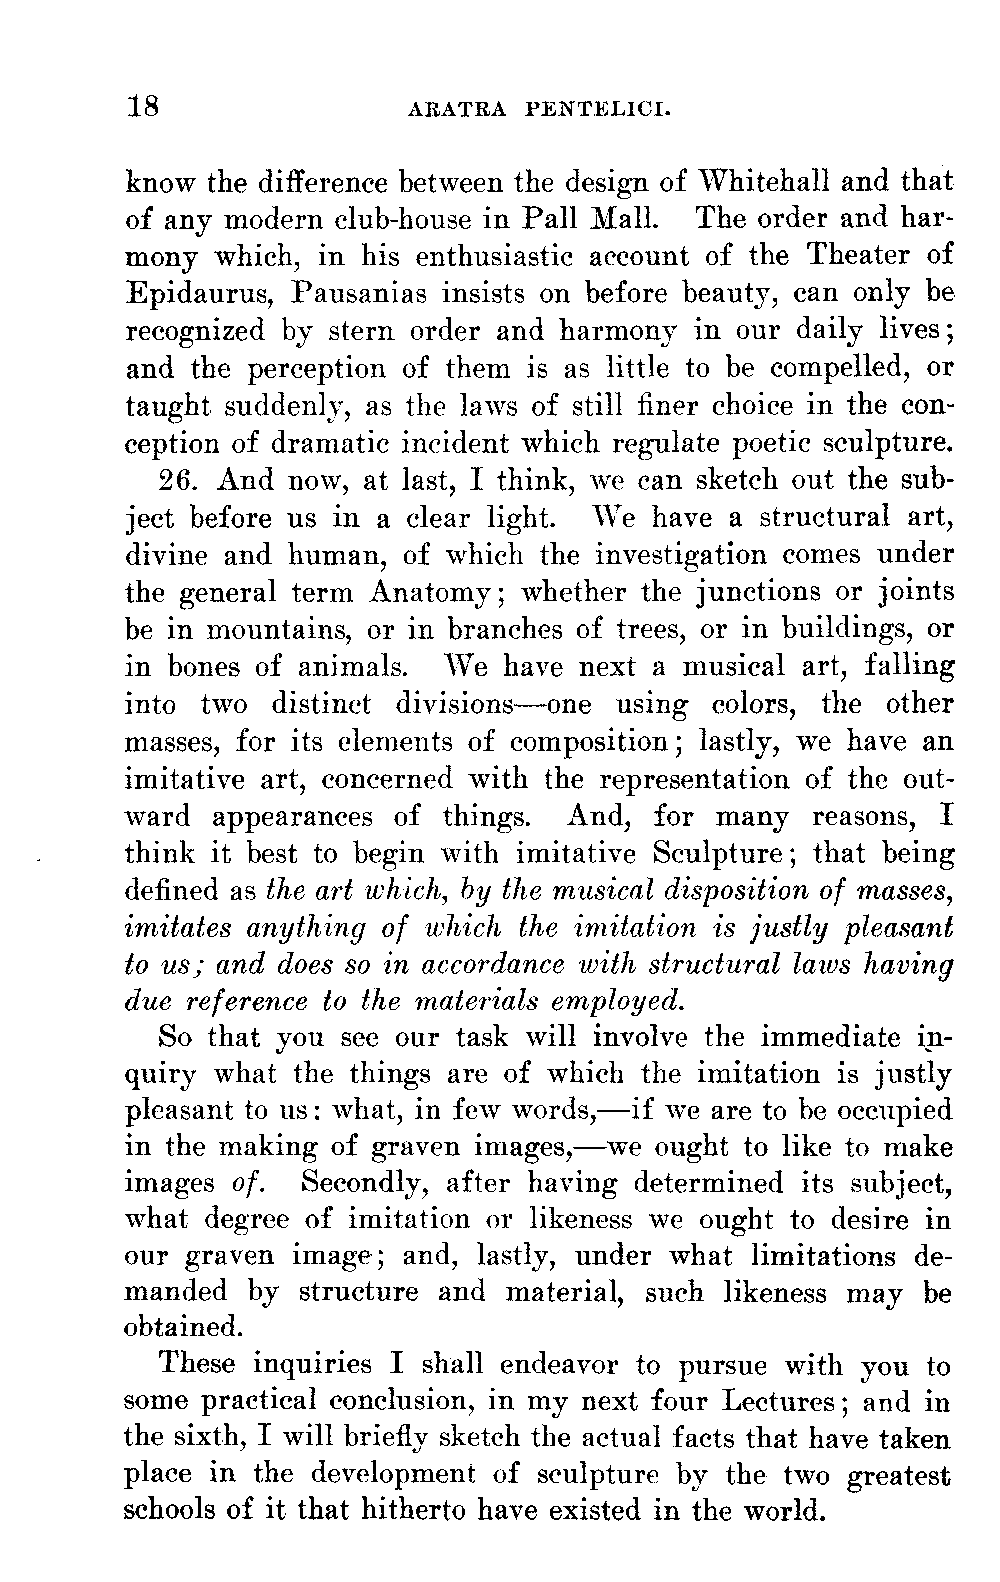 18 ARATRA PENTELICI.
know the difference between the design of Whitehall and that
of any modern club-house in Pall Mall. The order and har-
mony which, in his enthusiastic account of the Theater of
Epidaurus, Pausanias insists on before beauty, can only be
recognized by stern order and harmony in our daily lives;
and the perception of them is as little to be compelled, or
taught suddenly, as the laws of still finer choice in the con-
ception of dramatic incident which regulate poetic sculpture.
26. And now, at last, I think, we can sketch out the sub-
ject before us in a clear light. We have a structural art,
divine and human, of which the investigation comes under
the general term Anatomy; whether the junctions or joints
be in mountains, or in branches of trees, or in buildings, or
in bones of animals. We have next a musical art, falling
into two distinct divisions—one using colors, the other
masses, for its elements of composition; lastly, we have an
imitative art, concerned with the representation of the out-
ward appearances of things. And, for many reasons, I
think it best to begin with imitative Sculpture; that being
defined as the art which, by the musical disposition of masses,
imitates anything of which the imitation is justly pleasant
to us; and does so in accordance with structural laws having
due reference to the materials employed.
So that you see our task will involve the immediate in-
quiry what the things are of which the imitation is justly
pleasant to us: what, in few words,—if we are to be occupied
in the making of graven images,—we ought to like to make
images of. Secondly, after having determined its subject,
what degree of imitation or likeness we ought to desire in
our graven image; and, lastly, under what limitations de-
manded by structure and material, such likeness may be
obtained.
These inquiries I shall endeavor to pursue with you to
some practical conclusion, in my next four Lectures; and in
the sixth, I will briefly sketch the actual facts that have taken
place in the development of sculpture by the two greatest
schools of it that hitherto have existed in the world.